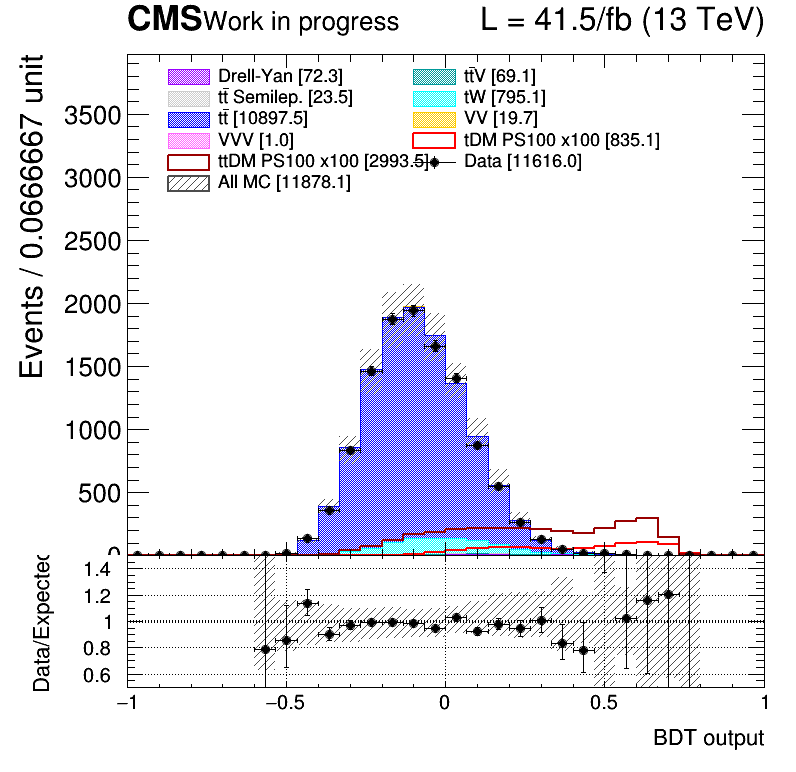 CMS Work in progress L = 41.5/fb (13 TeV)
Events / 0.0666667 unit
Drell-Yan [72.3] tt̄V [69.1]
tt̄ Semilep. [23.5] tW [795.1]
tt̄ [10897.5] VV [19.7]
VVV [1.0] tDM PS100 x100 [835.1]
ttDM PS100 x100 [2993.5] Data [11616.0]
All MC [11878.1]
3500
3000
2500
2000
1500
1000
500
0
Data/Expected
1.4
1.2
1
0.8
0.6
−1 −0.5 0 0.5 1
BDT output